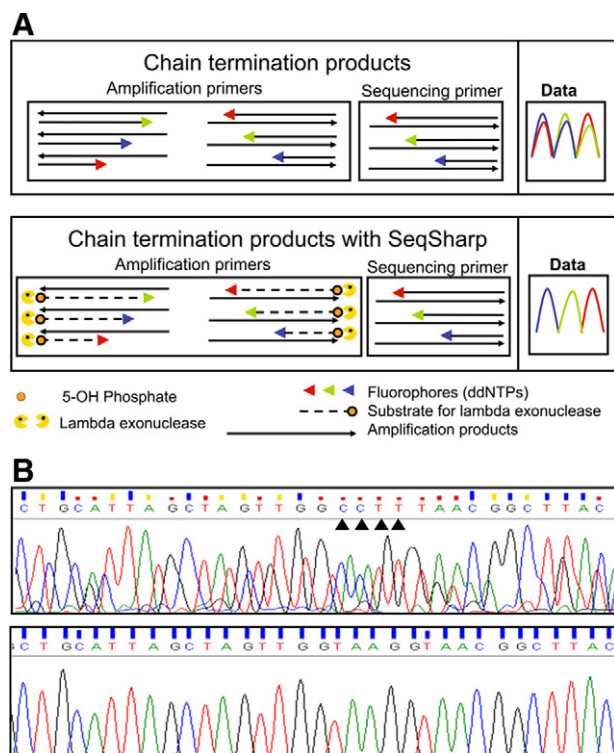 A
Chain termination products
Amplification primers
Sequencing primer
Data
Chain termination products with SeqSharp
Amplification primers
Sequencing primer
Data
5-OH Phosphate
Lambda exonuclease
Fluorophores (ddNTPs)
Substrate for lambda exonuclease
Amplification products
B
C T G C A T T A G C T A G T T G G C C T T T A A C G G C T T A C
C T G C A T T A G C T A G T T G G T A A G G T A A C G G C T T A C